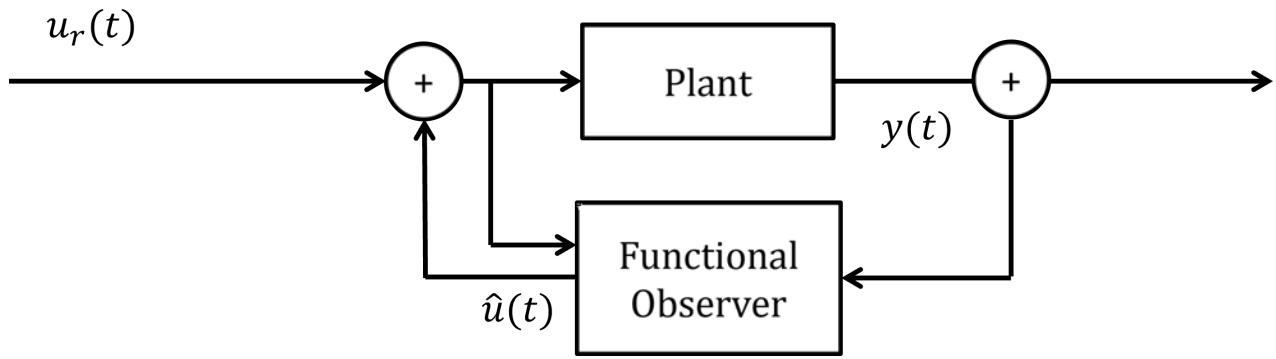 u_r(t)
+
Plant
+
y(t)
Functional
Observer
û(t)